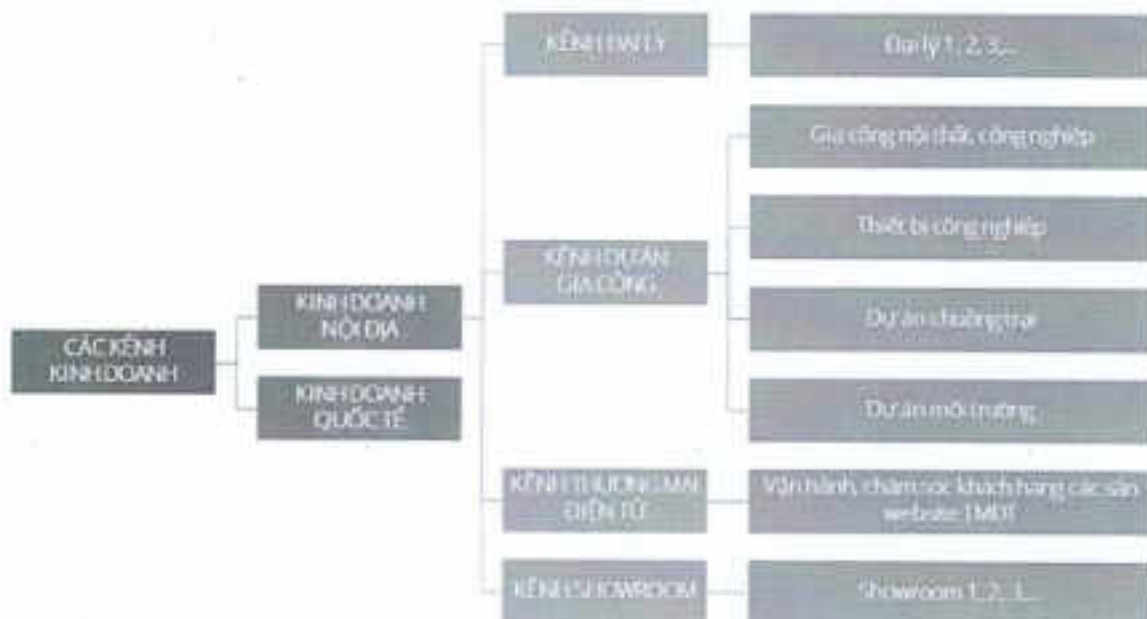 KÊNH ĐẠI LÝ
Đại lý 1, 2, 3,...
Gia công nội thất, công nghiệp
Thiết bị công nghiệp
KÊNH DỰ ÁN
GIA CÔNG
Dự án chuồng trại
Dự án môi trường
KINH DOANH
NỘI ĐỊA
CÁC KÊNH
KINH DOANH
KINH DOANH
QUỐC TẾ
KÊNH THƯƠNG MẠI
ĐIỆN TỬ
Vận hành, chăm sóc khách hàng các sàn
website TMĐT
KÊNH SHOWROOM
Showroom 1, 2, 3,...